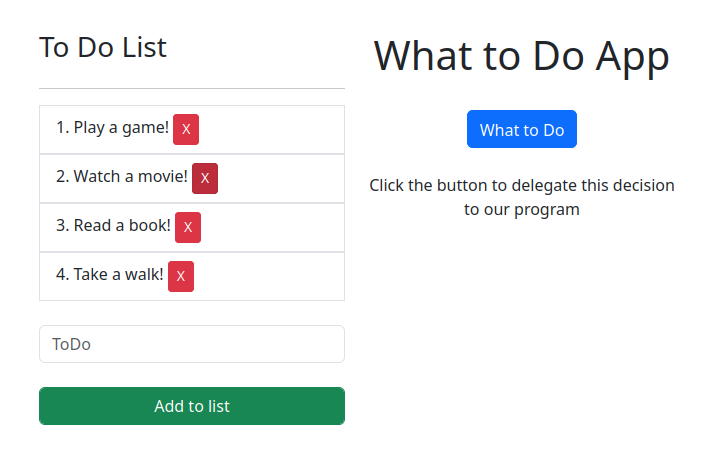 To Do List
1. Play a game! X
2. Watch a movie! X
3. Read a book! X
4. Take a walk! X
ToDo
Add to list
What to Do App
What to Do
Click the button to delegate this decision
to our program